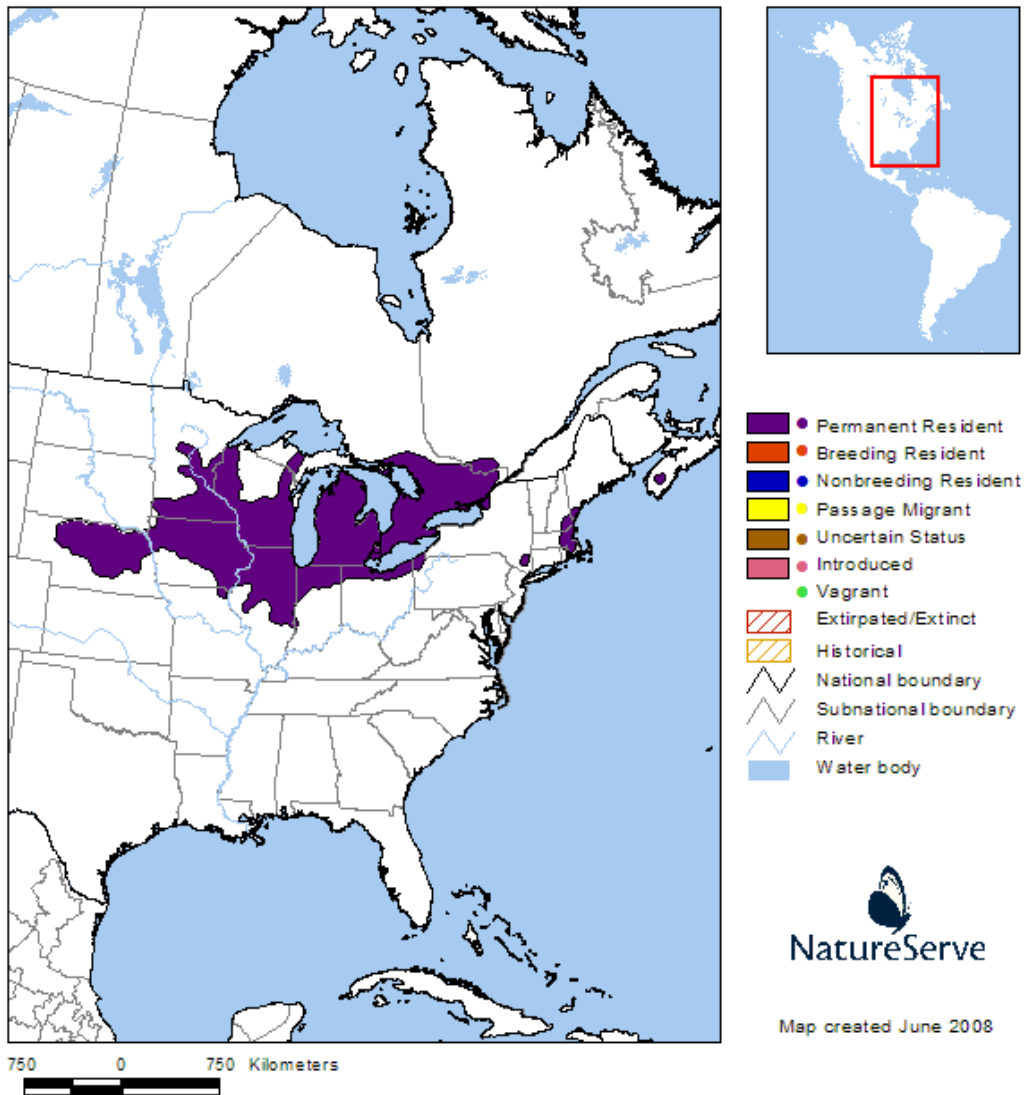 Permanent Resident
Breeding Resident
Nonbreeding Resident
Passage Migrant
Uncertain Status
Introduced
Vagrant
Extirpated/Extinct
Historical
National boundary
Subnational boundary
River
Water body
NatureServe
Map created June 2008
750 0 750 Kilometers